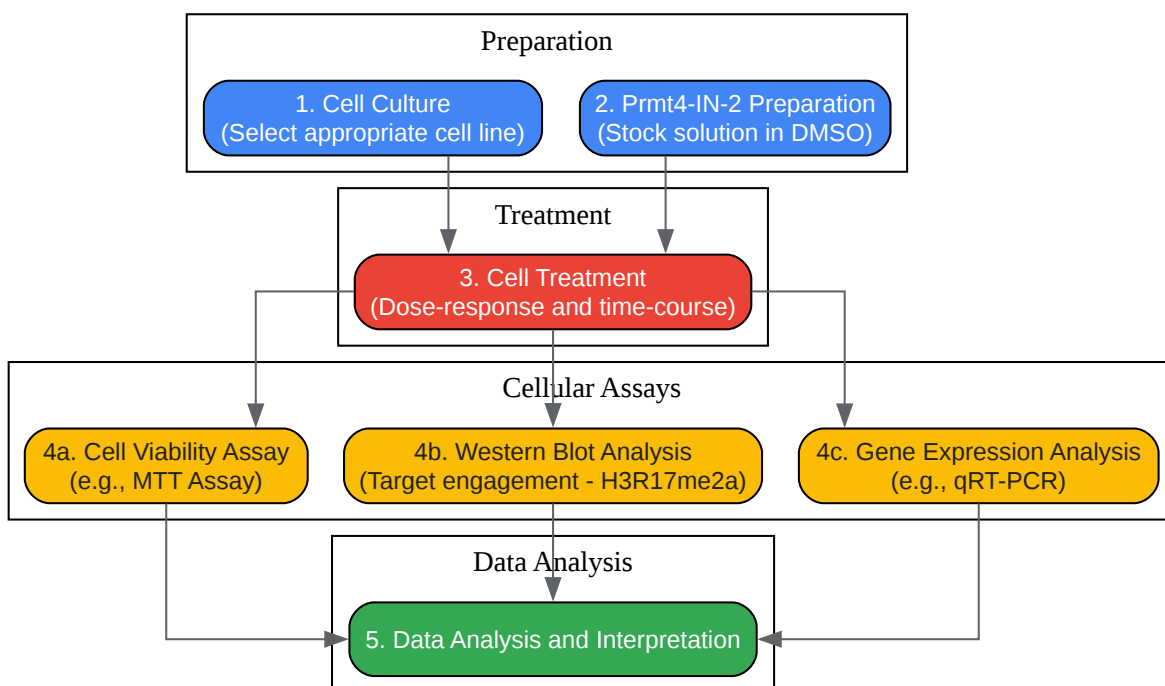 Preparation
1. Cell Culture
(Select appropriate cell line)
2. Prmt4-IN-2 Preparation
(Stock solution in DMSO)
Treatment
3. Cell Treatment
(Dose-response and time-course)
Cellular Assays
4a. Cell Viability Assay
(e.g., MTT Assay)
4b. Western Blot Analysis
(Target engagement - H3R17me2a)
4c. Gene Expression Analysis
(e.g., qRT-PCR)
Data Analysis
5. Data Analysis and Interpretation